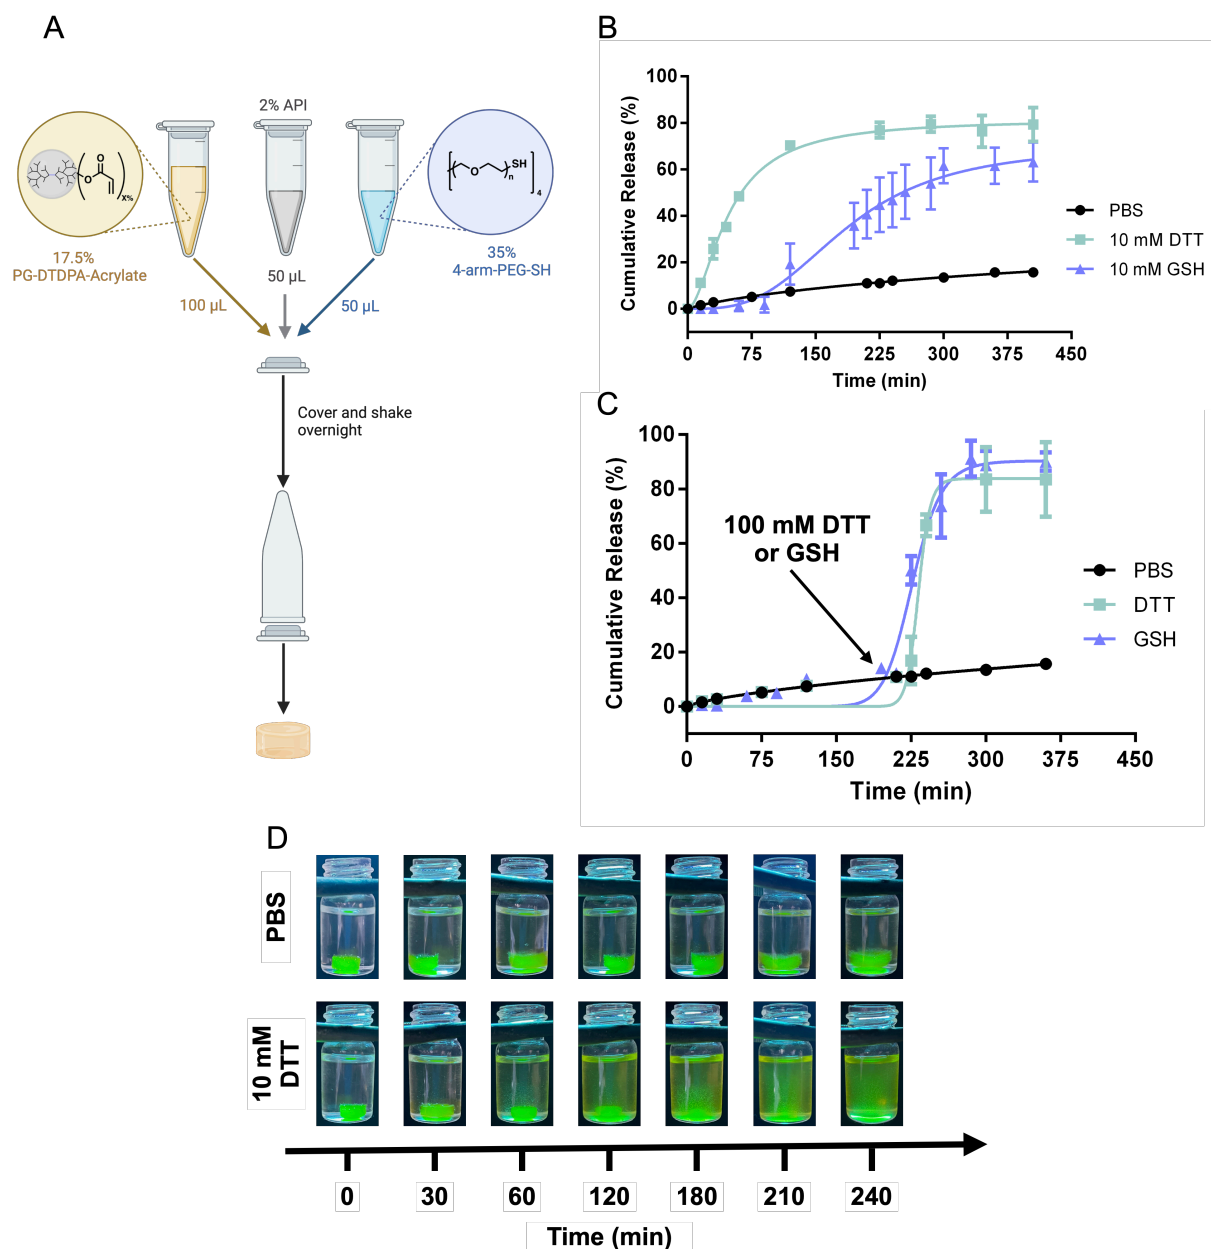 A
2% API
O
O
X%
O
n
SH
4
17.5%
PG-DTDPA-Acrylate
50 µL
35%
4-arm-PEG-SH
100 µL
50 µL
Cover and shake
overnight
B
Cumulative Release (%)
100
80
60
40
20
0
0 75 150 225 300 375 450
Time (min)
PBS
10 mM DTT
10 mM GSH
C
Cumulative Release (%)
100
80
60
40
20
0
100 mM DTT
or GSH
0 75 150 225 300 375 450
Time (min)
PBS
DTT
GSH
D
PBS
10 mM
DTT
0 30 60 120 180 210 240
Time (min)